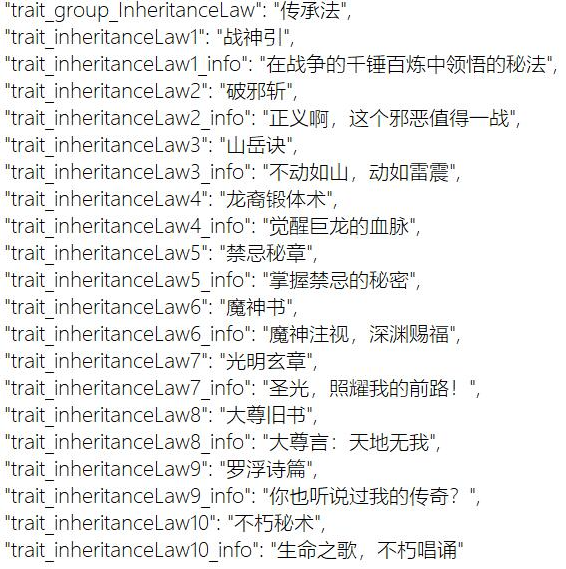 "trait_group_InheritanceLaw": "传承法",
"trait_inheritanceLaw1": "战神引",
"trait_inheritanceLaw1_info": "在战争的千锤百炼中领悟的秘法",
"trait_inheritanceLaw2": "破邪斩",
"trait_inheritanceLaw2_info": "正义啊，这个邪恶值得一战",
"trait_inheritanceLaw3": "山岳诀",
"trait_inheritanceLaw3_info": "不动如山，动如雷震",
"trait_inheritanceLaw4": "龙裔锻体术",
"trait_inheritanceLaw4_info": "觉醒巨龙的血脉",
"trait_inheritanceLaw5": "禁忌秘章",
"trait_inheritanceLaw5_info": "掌握禁忌的秘密",
"trait_inheritanceLaw6": "魔神书",
"trait_inheritanceLaw6_info": "魔神注视，深渊赐福",
"trait_inheritanceLaw7": "光明玄章",
"trait_inheritanceLaw7_info": "圣光，照耀我的前路！",
"trait_inheritanceLaw8": "大尊旧书",
"trait_inheritanceLaw8_info": "大尊言：天地无我",
"trait_inheritanceLaw9": "罗浮诗篇",
"trait_inheritanceLaw9_info": "你也听说过我的传奇？",
"trait_inheritanceLaw10": "不朽秘术",
"trait_inheritanceLaw10_info": "生命之歌，不朽唱诵"